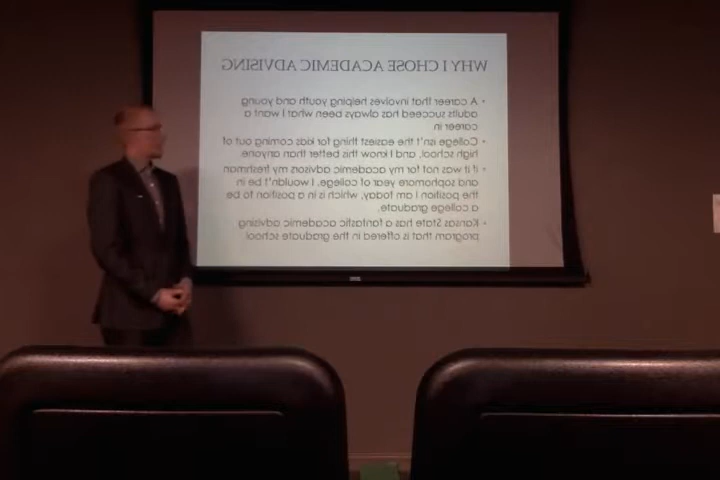 WHY I CHOSE ACADEMIC ADVISING
• A career that involves helping youth and young
adults succeed has always been what I want a
career in
• College isn't the easiest thing for kids coming out of
high school, and I know this better than anyone
• If it was not for my academic advisors my freshman
and sophomore year of college, I wouldn't be in
the position I am today, which is in a position to be
a college graduate.
• Kansas State has a fantastic academic advising
program that is offered in the graduate school